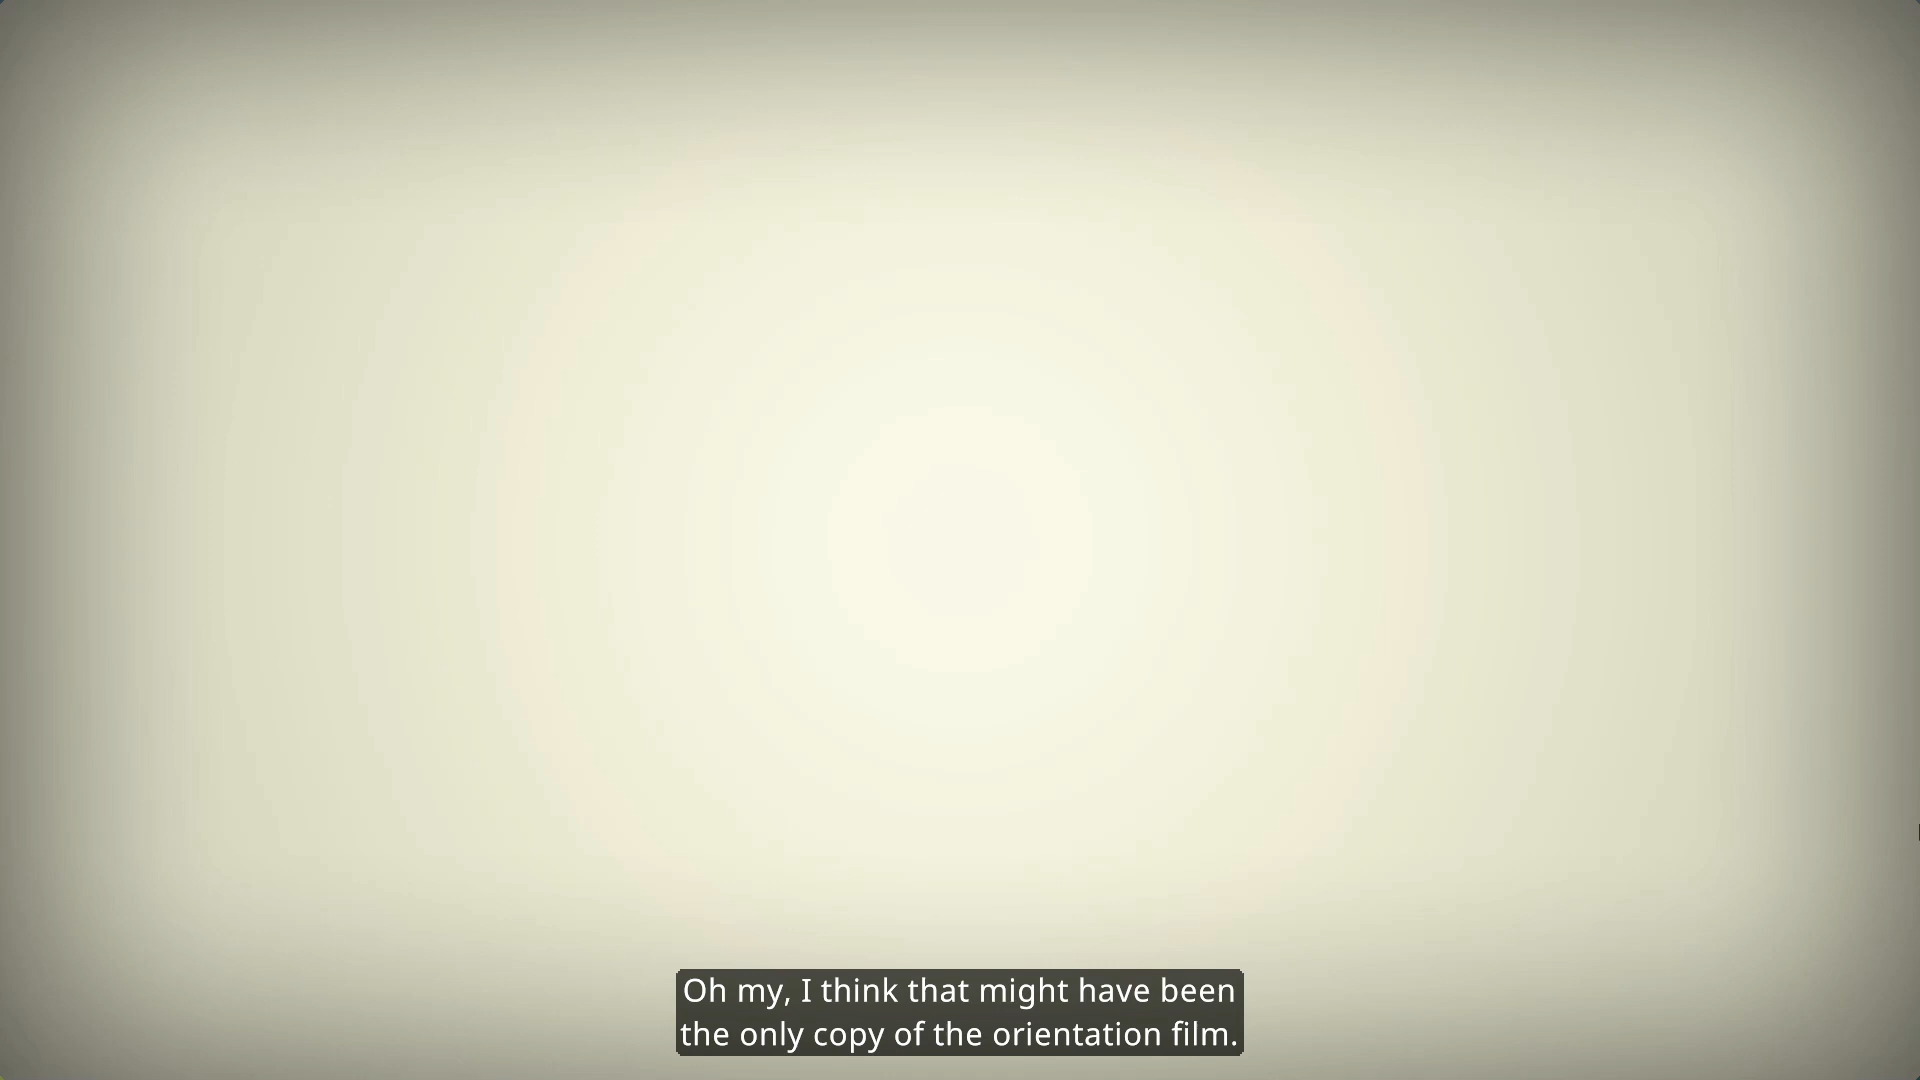 Oh my, I think that might have been
the only copy of the orientation film.